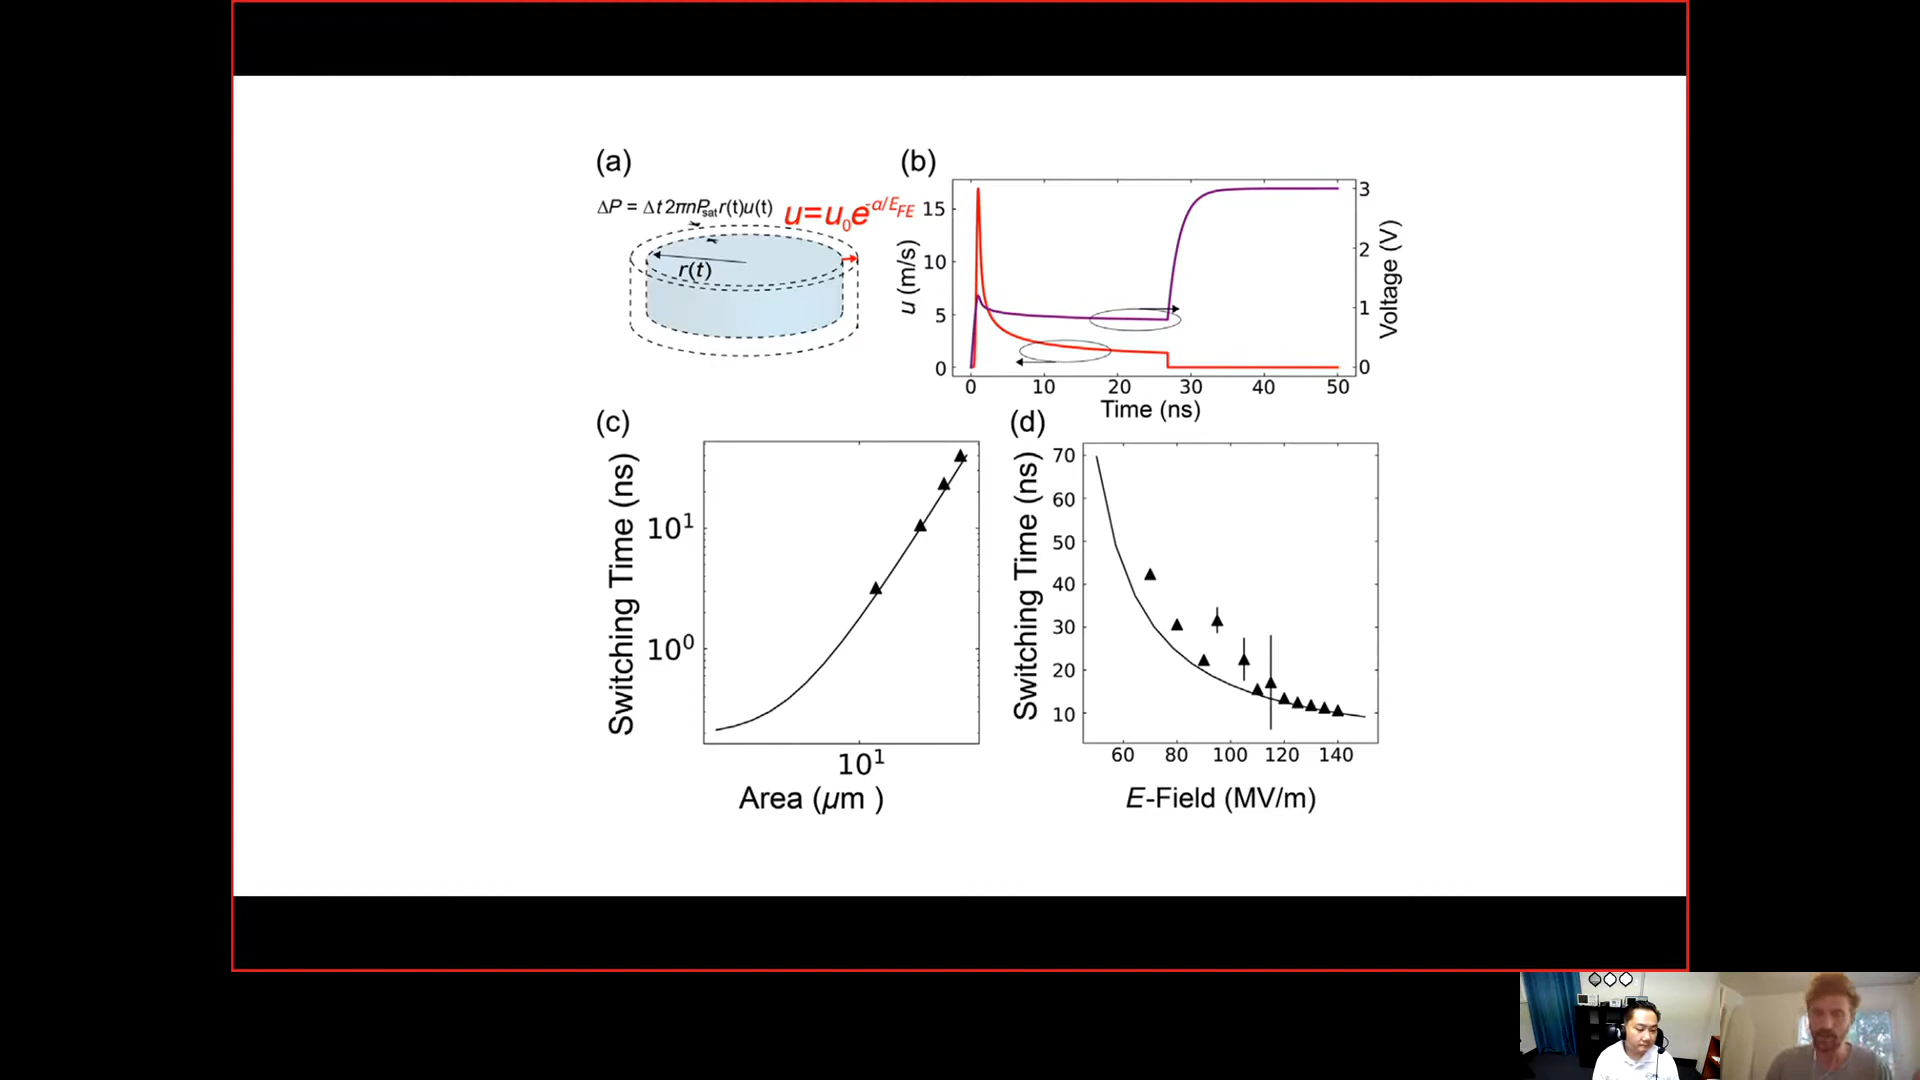 (a)
ΔP = Δt 2πnPsat r(t)u(t)
u=u0e-α/EFE
r(t)
(b)
15
10
5
0
u (m/s)
3
2
1
0
Voltage (V)
0 10 20 30 40 50
Time (ns)
(c)
Switching Time (ns)
10¹
10⁰
10¹
Area (μm )
(d)
Switching Time (ns)
70
60
50
40
30
20
10
60 80 100 120 140
E-Field (MV/m)